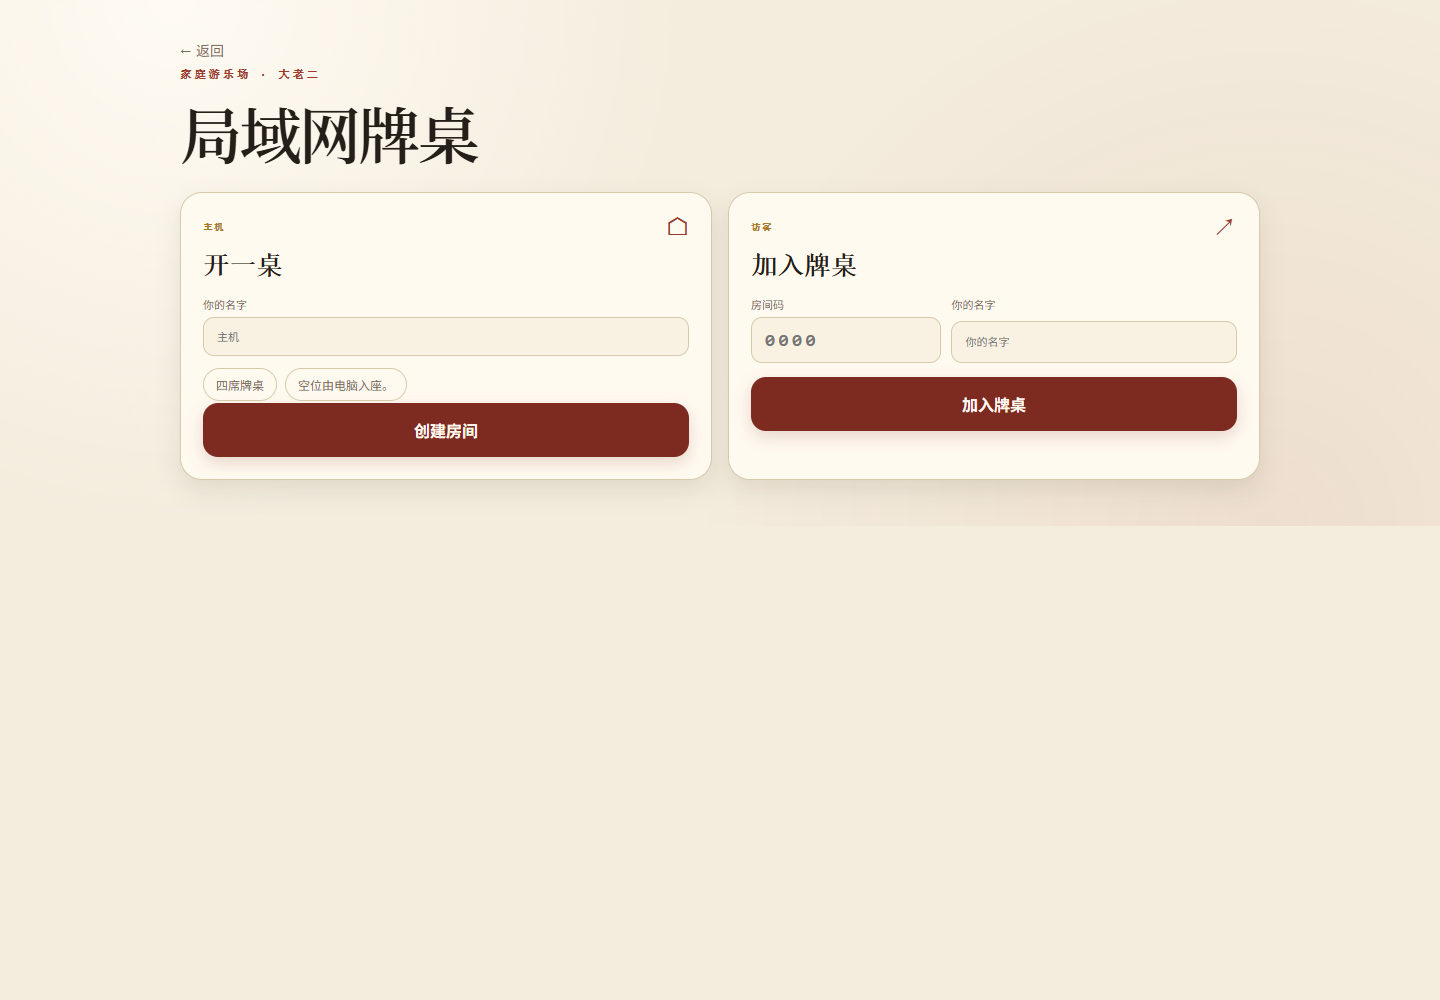 ← 返回
家庭游乐场 · 大老二
局域网牌桌
主机
开一桌
你的名字
主机
四席牌桌
空位由电脑入座。
创建房间
访客
加入牌桌
房间码
你的名字
0000
你的名字
加入牌桌